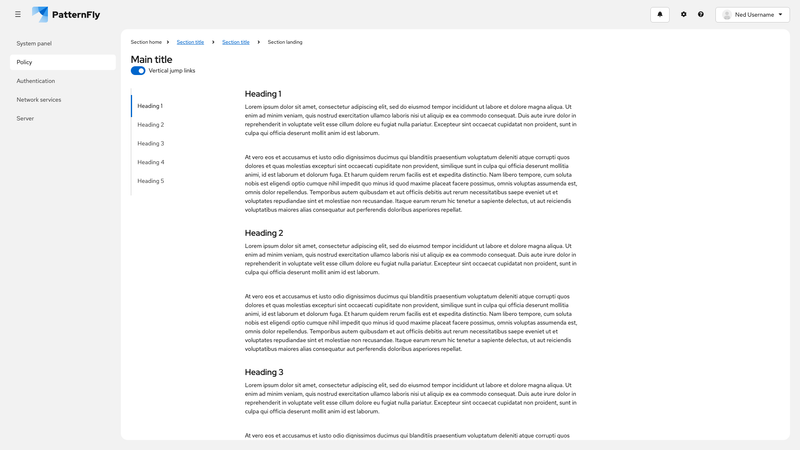 PatternFly
Ned Username
System panel
Policy
Authentication
Network services
Server
Section home
Section title
Section title
Section landing
Main title
Vertical jump links
Heading 1
Heading 2
Heading 3
Heading 4
Heading 5
Heading 1
Lorem ipsum dolor sit amet, consectetur adipiscing elit, sed do eiusmod tempor incididunt ut labore et dolore magna aliqua. Ut
enim ad minim veniam, quis nostrud exercitation ullamco laboris nisi ut aliquip ex ea commodo consequat. Duis aute irure dolor in
reprehenderit in voluptate velit esse cillum dolore eu fugiat nulla pariatur. Excepteur sint occaecat cupidatat non proident, sunt in
culpa qui officia deserunt mollit anim id est laborum.
At vero eos et accusamus et iusto odio dignissimos ducimus qui blanditiis praesentium voluptatum deleniti atque corrupti quos
dolores et quas molestias excepturi sint occaecati cupiditate non provident, similique sunt in culpa qui officia deserunt mollitia
animi, id est laborum et dolorum fuga. Et harum quidem rerum facilis est et expedita distinctio. Nam libero tempore, cum soluta
nobis est eligendi optio cumque nihil impedit quo minus id quod maxime placeat facere possimus, omnis voluptas assumenda est,
omnis dolor repellendus. Temporibus autem quibusdam et aut officiis debitis aut rerum necessitatibus saepe eveniet ut et
voluptates repudiandae sint et molestiae non recusandae. Itaque earum rerum hic tenetur a sapiente delectus, ut aut reiciendis
voluptatibus maiores alias consequatur aut perferendis doloribus asperiores repellat.
Heading 2
Lorem ipsum dolor sit amet, consectetur adipiscing elit, sed do eiusmod tempor incididunt ut labore et dolore magna aliqua. Ut
enim ad minim veniam, quis nostrud exercitation ullamco laboris nisi ut aliquip ex ea commodo consequat. Duis aute irure dolor in
reprehenderit in voluptate velit esse cillum dolore eu fugiat nulla pariatur. Excepteur sint occaecat cupidatat non proident, sunt in
culpa qui officia deserunt mollit anim id est laborum.
At vero eos et accusamus et iusto odio dignissimos ducimus qui blanditiis praesentium voluptatum deleniti atque corrupti quos
dolores et quas molestias excepturi sint occaecati cupiditate non provident, similique sunt in culpa qui officia deserunt mollitia
animi, id est laborum et dolorum fuga. Et harum quidem rerum facilis est et expedita distinctio. Nam libero tempore, cum soluta
nobis est eligendi optio cumque nihil impedit quo minus id quod maxime placeat facere possimus, omnis voluptas assumenda est,
omnis dolor repellendus. Temporibus autem quibusdam et aut officiis debitis aut rerum necessitatibus saepe eveniet ut et
voluptates repudiandae sint et molestiae non recusandae. Itaque earum rerum hic tenetur a sapiente delectus, ut aut reiciendis
voluptatibus maiores alias consequatur aut perferendis doloribus asperiores repellat.
Heading 3
Lorem ipsum dolor sit amet, consectetur adipiscing elit, sed do eiusmod tempor incididunt ut labore et dolore magna aliqua. Ut
enim ad minim veniam, quis nostrud exercitation ullamco laboris nisi ut aliquip ex ea commodo consequat. Duis aute irure dolor in
reprehenderit in voluptate velit esse cillum dolore eu fugiat nulla pariatur. Excepteur sint occaecat cupidatat non proident, sunt in
culpa qui officia deserunt mollit anim id est laborum.
At vero eos et accusamus et iusto odio dignissimos ducimus qui blanditiis praesentium voluptatum deleniti atque corrupti quos